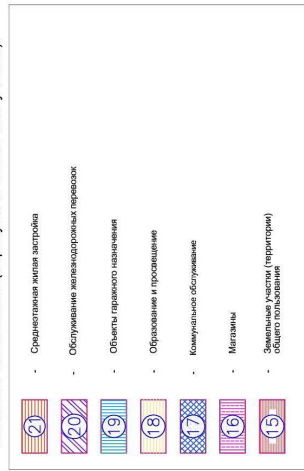 21 - Среднеэтажная жилая застройка
20 - Обслуживание железнодорожных перевозок
19 - Объекты гаражного назначения
18 - Образование и просвещение
17 - Коммунальное обслуживание
16 - Магазины
15 - Земельные участки (территории)
общего пользования